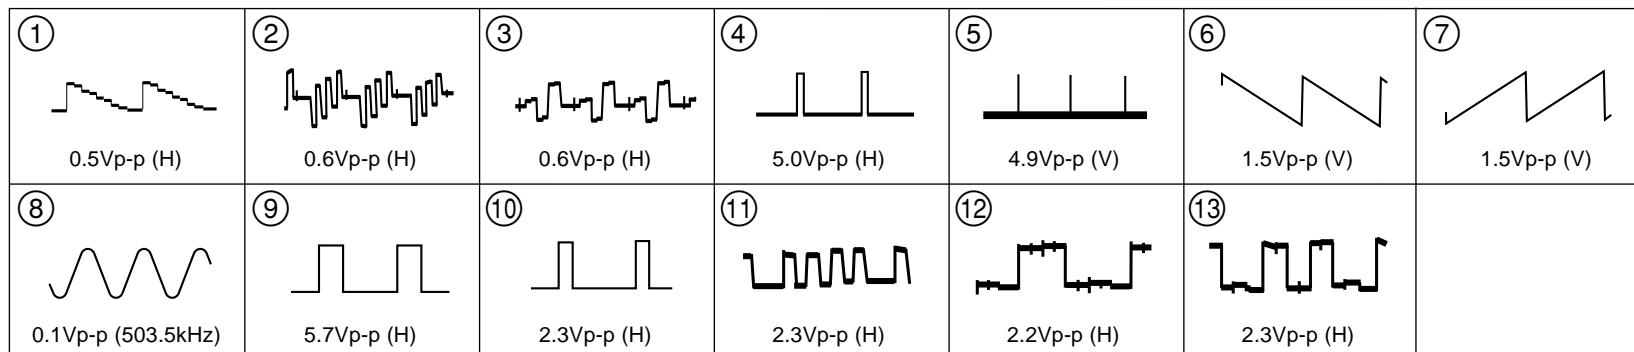 ① ② ③ ④ ⑤ ⑥ ⑦
0.5Vp-p (H) 0.6Vp-p (H) 0.6Vp-p (H) 5.0Vp-p (H) 4.9Vp-p (V) 1.5Vp-p (V) 1.5Vp-p (V)
⑧ ⑨ ⑩ ⑪ ⑫ ⑬
0.1Vp-p (503.5kHz) 5.7Vp-p (H) 2.3Vp-p (H) 2.3Vp-p (H) 2.2Vp-p (H) 2.3Vp-p (H)